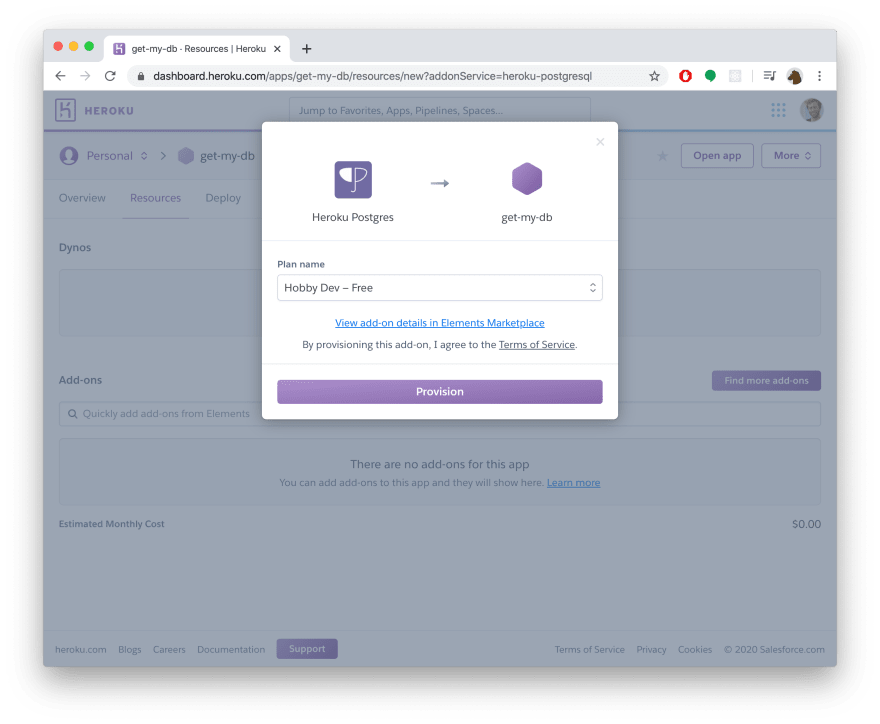 get-my-db · Resources | Heroku
dashboard.heroku.com/apps/get-my-db/resources/new?addonService=heroku-postgresql
HEROKU
Jump to Favorites, Apps, Pipelines, Spaces...
Personal
get-my-db
Open app
More
Overview
Resources
Deploy
Heroku Postgres
get-my-db
Dynos
Plan name
Hobby Dev – Free
View add-on details in Elements Marketplace
By provisioning this add-on, I agree to the Terms of Service.
Provision
Add-ons
Find more add-ons
Quickly add add-ons from Elements
There are no add-ons for this app
You can add add-ons to this app and they will show here. Learn more
Estimated Monthly Cost
$0.00
heroku.com
Blogs
Careers
Documentation
Support
Terms of Service
Privacy
Cookies
© 2020 Salesforce.com